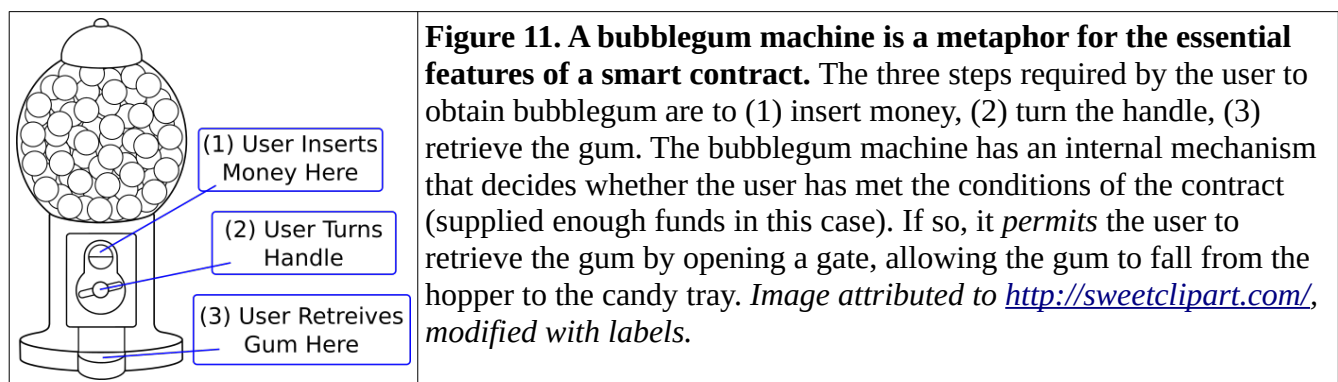 (1) User Inserts
Money Here
(2) User Turns
Handle
(3) User Retreives
Gum Here
Figure 11. A bubblegum machine is a metaphor for the essential
features of a smart contract. The three steps required by the user to
obtain bubblegum are to (1) insert money, (2) turn the handle, (3)
retrieve the gum. The bubblegum machine has an internal mechanism
that decides whether the user has met the conditions of the contract
(supplied enough funds in this case). If so, it permits the user to
retrieve the gum by opening a gate, allowing the gum to fall from the
hopper to the candy tray. Image attributed to http://sweetclipart.com/,
modified with labels.